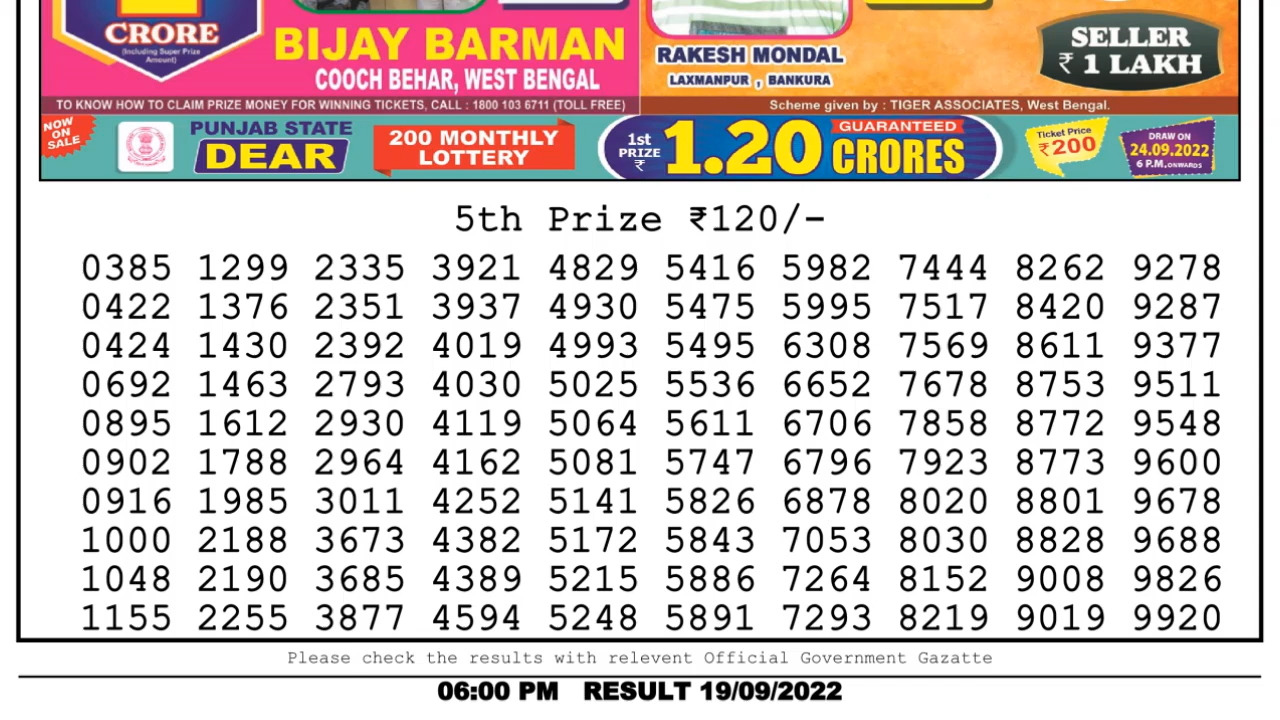 CRORE
(Including Super Prize
Amount)
BIJAY BARMAN
COOCH BEHAR, WEST BENGAL
RAKESH MONDAL
LAXMANPUR , BANKURA
SELLER
₹ 1 LAKH
TO KNOW HOW TO CLAIM PRIZE MONEY FOR WINNING TICKETS, CALL : 1800 103 6711 (TOLL FREE)
Scheme given by : TIGER ASSOCIATES, West Bengal.
NOW
ON
SALE
PUNJAB STATE
DEAR
200 MONTHLY
LOTTERY
1st
PRIZE
₹
1.20
GUARANTEED
CRORES
Ticket Price
₹200
DRAW ON
24.09.2022
6 P.M. ONWARDS
5th Prize ₹120/-
0385 1299 2335 3921 4829 5416 5982 7444 8262 9278
0422 1376 2351 3937 4930 5475 5995 7517 8420 9287
0424 1430 2392 4019 4993 5495 6308 7569 8611 9377
0692 1463 2793 4030 5025 5536 6652 7678 8753 9511
0895 1612 2930 4119 5064 5611 6706 7858 8772 9548
0902 1788 2964 4162 5081 5747 6796 7923 8773 9600
0916 1985 3011 4252 5141 5826 6878 8020 8801 9678
1000 2188 3673 4382 5172 5843 7053 8030 8828 9688
1048 2190 3685 4389 5215 5886 7264 8152 9008 9826
1155 2255 3877 4594 5248 5891 7293 8219 9019 9920
Please check the results with relevent Official Government Gazatte
06:00 PM RESULT 19/09/2022